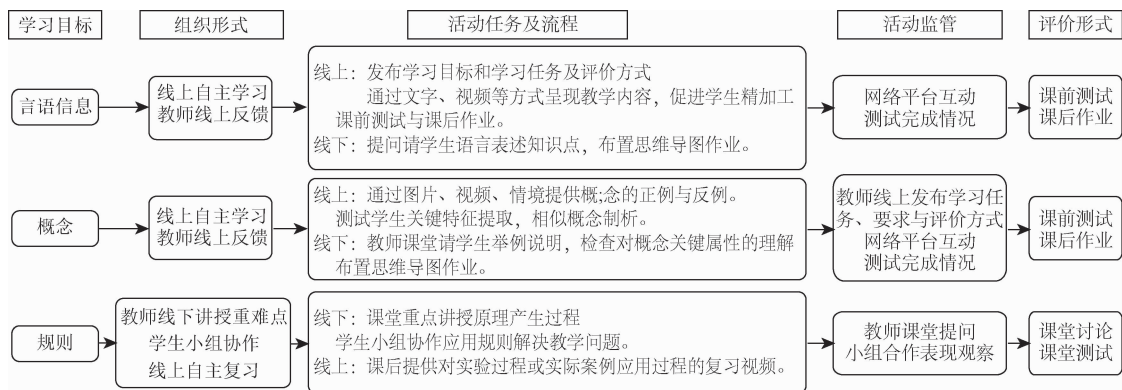 学习目标
组织形式
活动任务及流程
活动监管
评价形式
言语信息
线上自主学习
教师线上反馈
线上：发布学习目标和学习任务及评价方式
通过文字、视频等方式呈现教学内容，促进学生精加工
课前测试与课后作业。
线下：提问请学生语言表述知识点，布置思维导图作业。
网络平台互动
测试完成情况
课前测试
课后作业
概念
线上自主学习
教师线上反馈
线上：通过图片、视频、情境提供概;念的正例与反例。
测试学生关键特征提取，相似概念制析。
线下：教师课堂请学生举例说明，检查对概念关键属性的理解
布置思维导图作业。
教师线上发布学习任
务、要求与评价方式
网络平台互动
测试完成情况
课前测试
课后作业
规则
教师线下讲授重难点
学生小组协作
线上自主复习
线下：课堂重点讲授原理产生过程
学生小组协作应用规则解决教学问题。
线上：课后提供对实验过程或实际案例应用过程的复习视频。
教师课堂提问
小组合作表现观察
课堂讨论
课堂测试